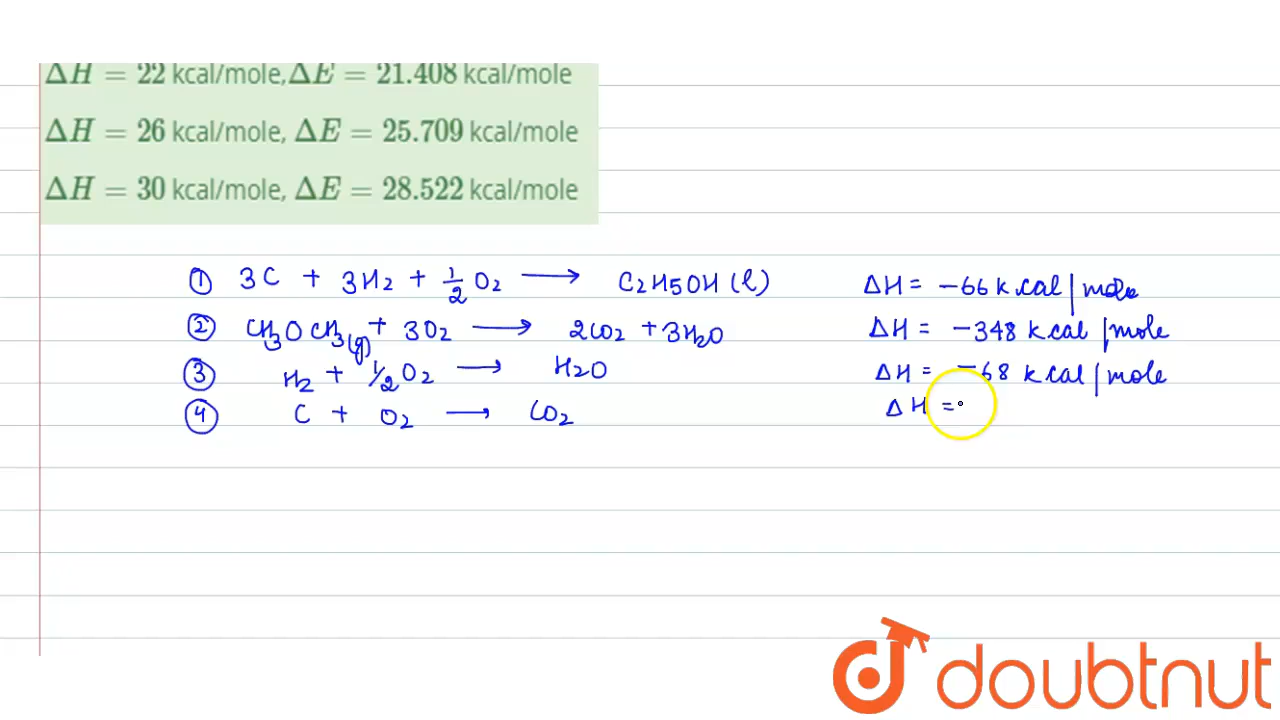 ΔH = 22 kcal/mole,ΔE = 21.408 kcal/mole
ΔH = 26 kcal/mole, ΔE = 25.709 kcal/mole
ΔH = 30 kcal/mole, ΔE = 28.522 kcal/mole
① 3C + 3H2 + 1/2 O2 ⟶ C2H5OH (l) ΔH = -66 k cal/mole
② CH3OCH3(g) + 3O2 ⟶ 2CO2 + 3H2O ΔH = -348 k cal/mole
③ H2 + 1/2 O2 ⟶ H2O ΔH = -68 k cal/mole
④ C + O2 ⟶ CO2 ΔH =
doubtnut